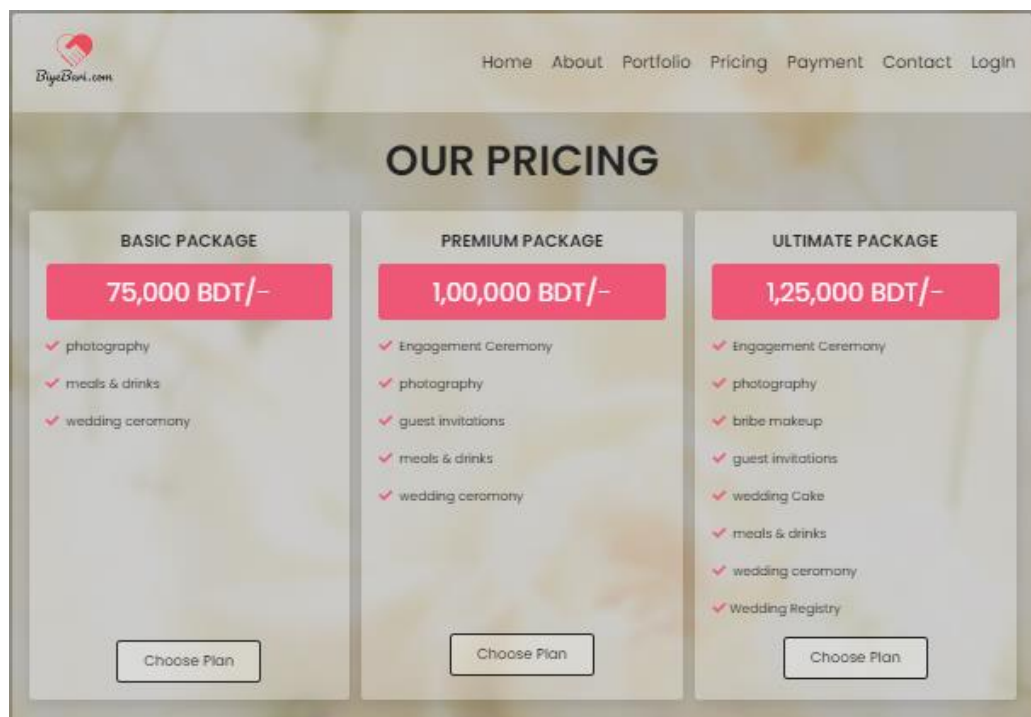 BiyeBari.com
Home About Portfolio Pricing Payment Contact LogIn
OUR PRICING
BASIC PACKAGE
75,000 BDT/-
photography
meals & drinks
wedding ceromony
Choose Plan
PREMIUM PACKAGE
1,00,000 BDT/-
Engagement Ceremony
photography
guest invitations
meals & drinks
wedding ceromony
Choose Plan
ULTIMATE PACKAGE
1,25,000 BDT/-
Engagement Ceremony
photography
bribe makeup
guest invitations
wedding Cake
meals & drinks
wedding ceromony
Wedding Registry
Choose Plan